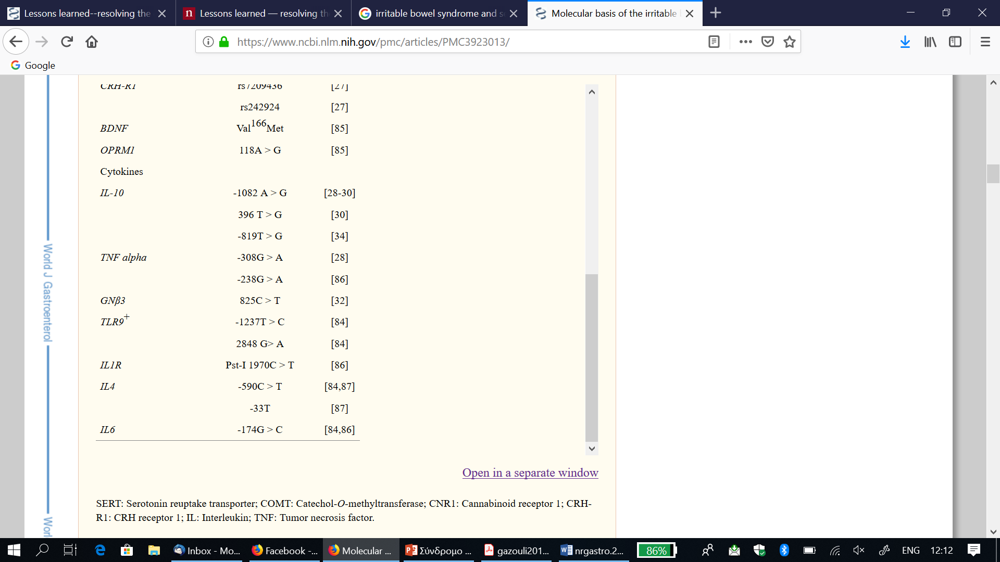 Lessons learned--resolving the
Lessons learned — resolving th
irritable bowel syndrome and s
Molecular basis of the irritable
https://www.ncbi.nlm.nih.gov/pmc/articles/PMC3923013/
Google
CRH-R1 rs7209436 [27]
rs242924 [27]
BDNF Val166Met [85]
OPRM1 118A > G [85]
Cytokines
IL-10 -1082 A > G [28-30]
396 T > G [30]
-819T > G [34]
TNF alpha -308G > A [28]
-238G > A [86]
GNβ3 825C > T [32]
TLR9+ -1237T > C [84]
2848 G> A [84]
IL1R Pst-I 1970C > T [86]
IL4 -590C > T [84,87]
-33T [87]
IL6 -174G > C [84,86]
Open in a separate window
SERT: Serotonin reuptake transporter; COMT: Catechol-O-methyltransferase; CNR1: Cannabinoid receptor 1; CRH-
R1: CRH receptor 1; IL: Interleukin; TNF: Tumor necrosis factor.
World J Gastroenterol
Worl
Inbox - Mo...
Facebook -...
Molecular ...
Σύνδρομο ...
gazouli201...
nrgastro.2...
86%
ENG
12:12